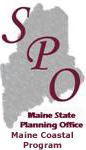 SPO
Maine State
Planning Office
Maine Coastal
Program